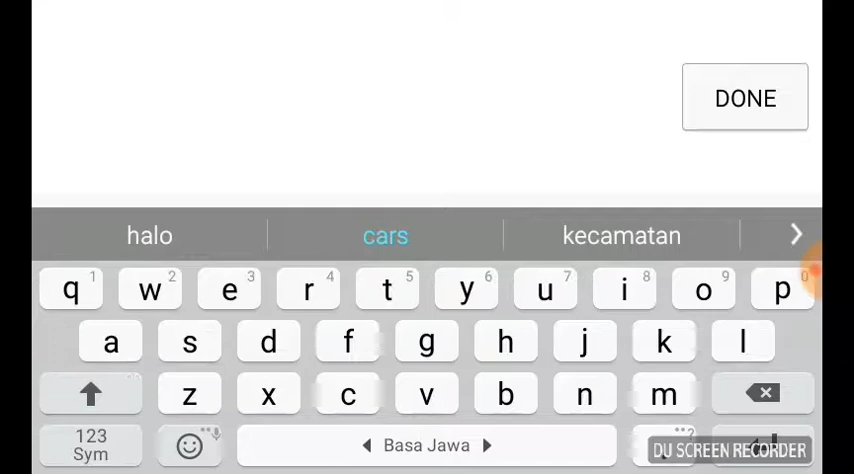 DONE
halo cars kecamatan
q 1 w 2 e 3 r 4 t 5 y 6 u 7 i 8 o 9 p 0
a s d f g h j k l
z x c v b n m
123
Sym
Basa Jawa
?
DU SCREEN RECORDER